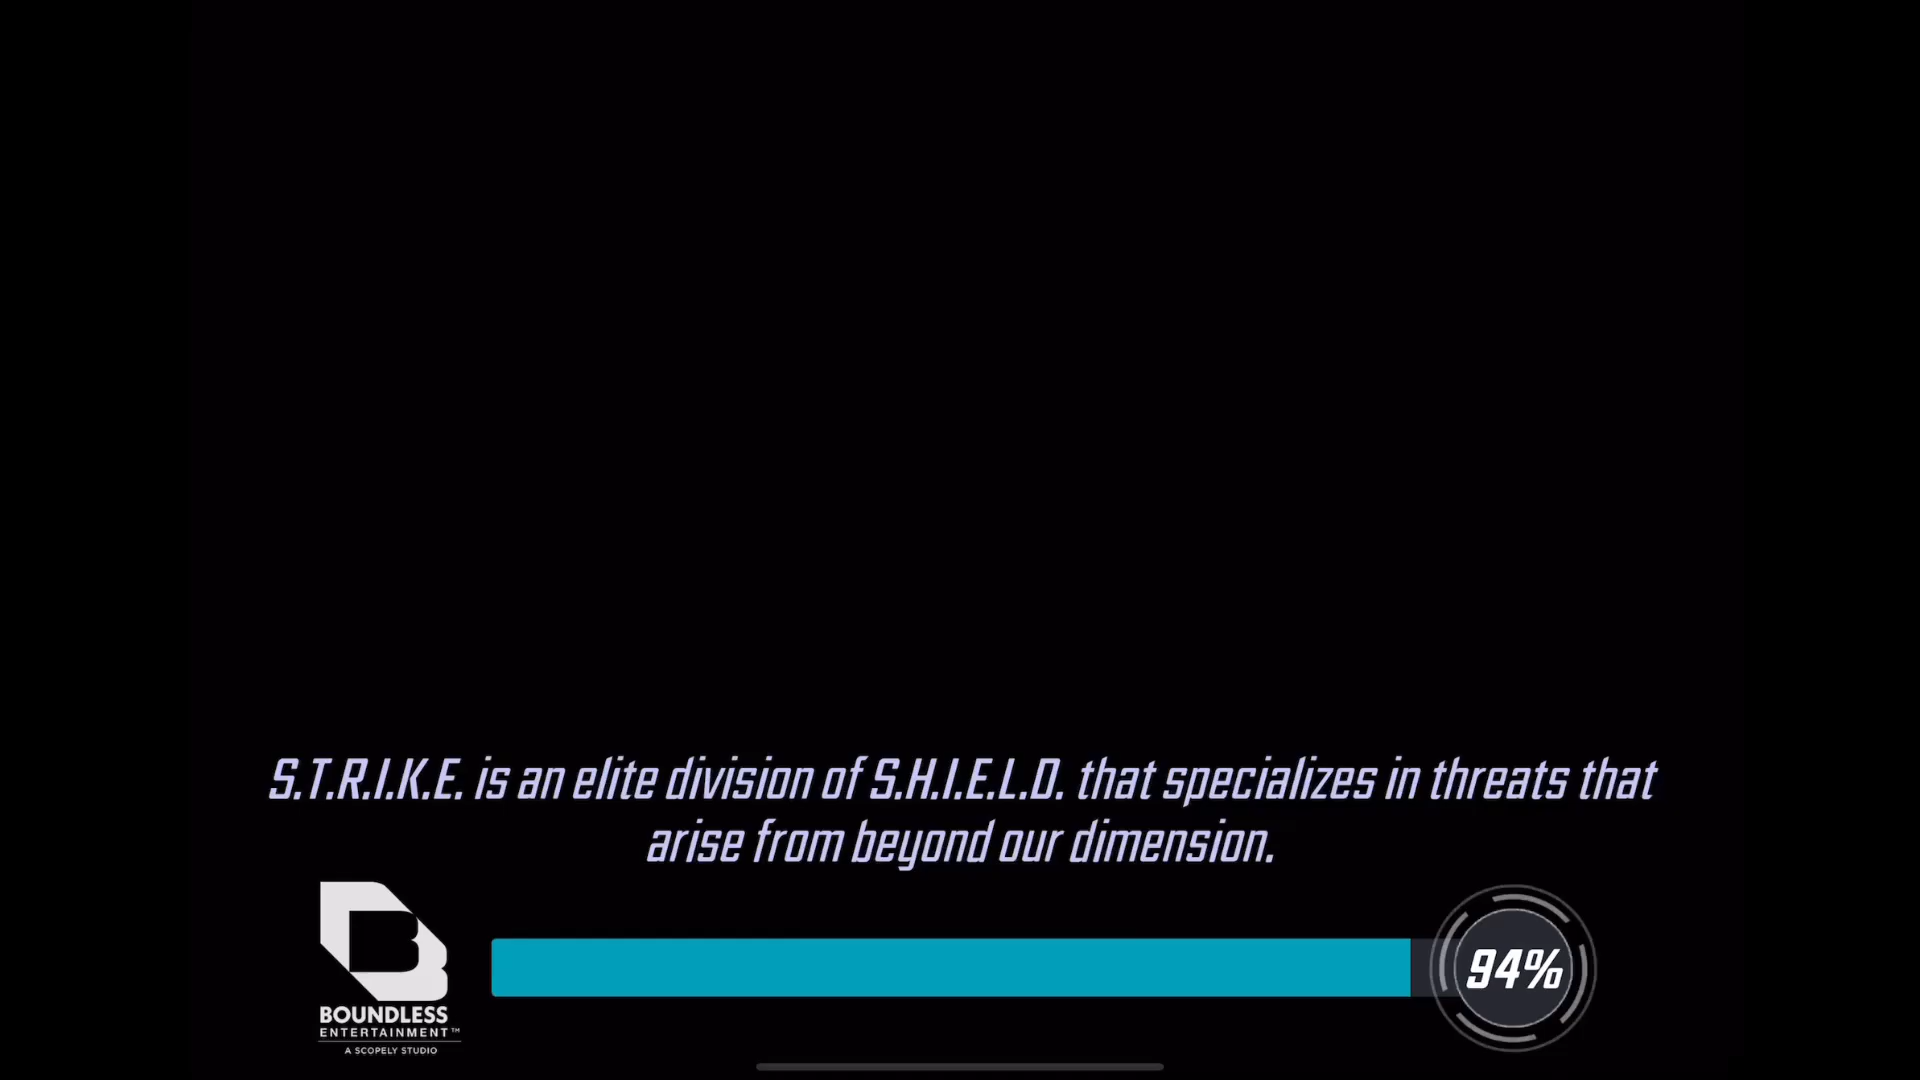 S.T.R.I.K.E. is an elite division of S.H.I.E.L.D. that specializes in threats that
arise from beyond our dimension.
94%
BOUNDLESS
ENTERTAINMENT™
A SCOPELY STUDIO